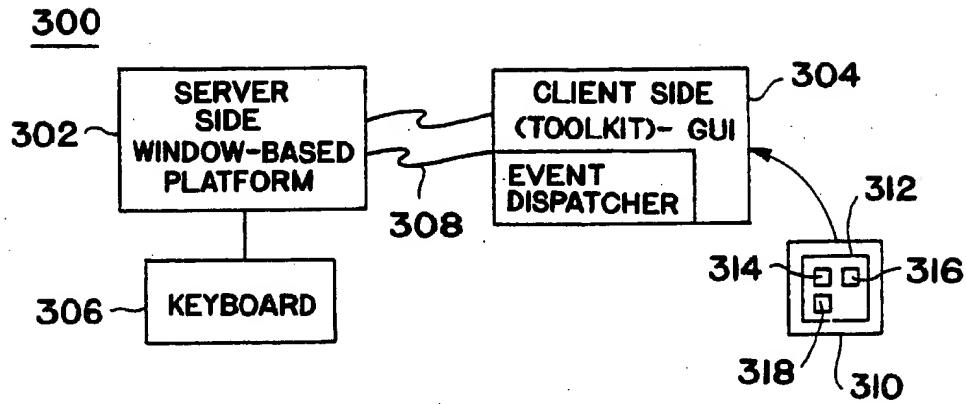 300
SERVER
SIDE
WINDOW-BASED
PLATFORM
302
CLIENT SIDE
(TOOLKIT)- GUI
304
EVENT
DISPATCHER
308
312
314
316
306
KEYBOARD
318
310